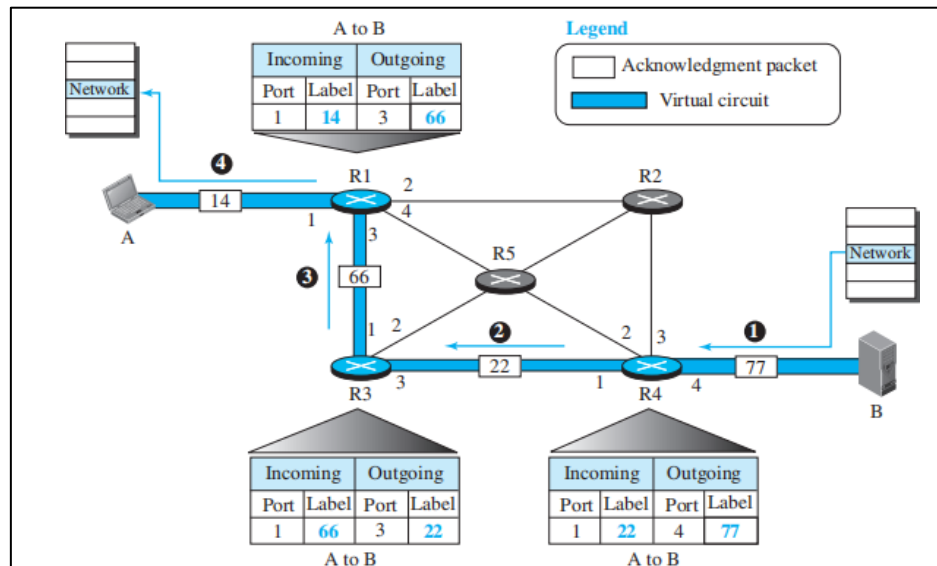 A to B
Incoming Outgoing
Port Label Port Label
1 14 3 66
Legend
Acknowledgment packet
Virtual circuit
Network
4
R1
R2
14
A
1
2
4
3
Network
3
66
R5
1
2
2
1
2
3
R3
3
22
1
R4
4
77
B
Incoming Outgoing
Port Label Port Label
1 66 3 22
A to B
Incoming Outgoing
Port Label Port Label
1 22 4 77
A to B